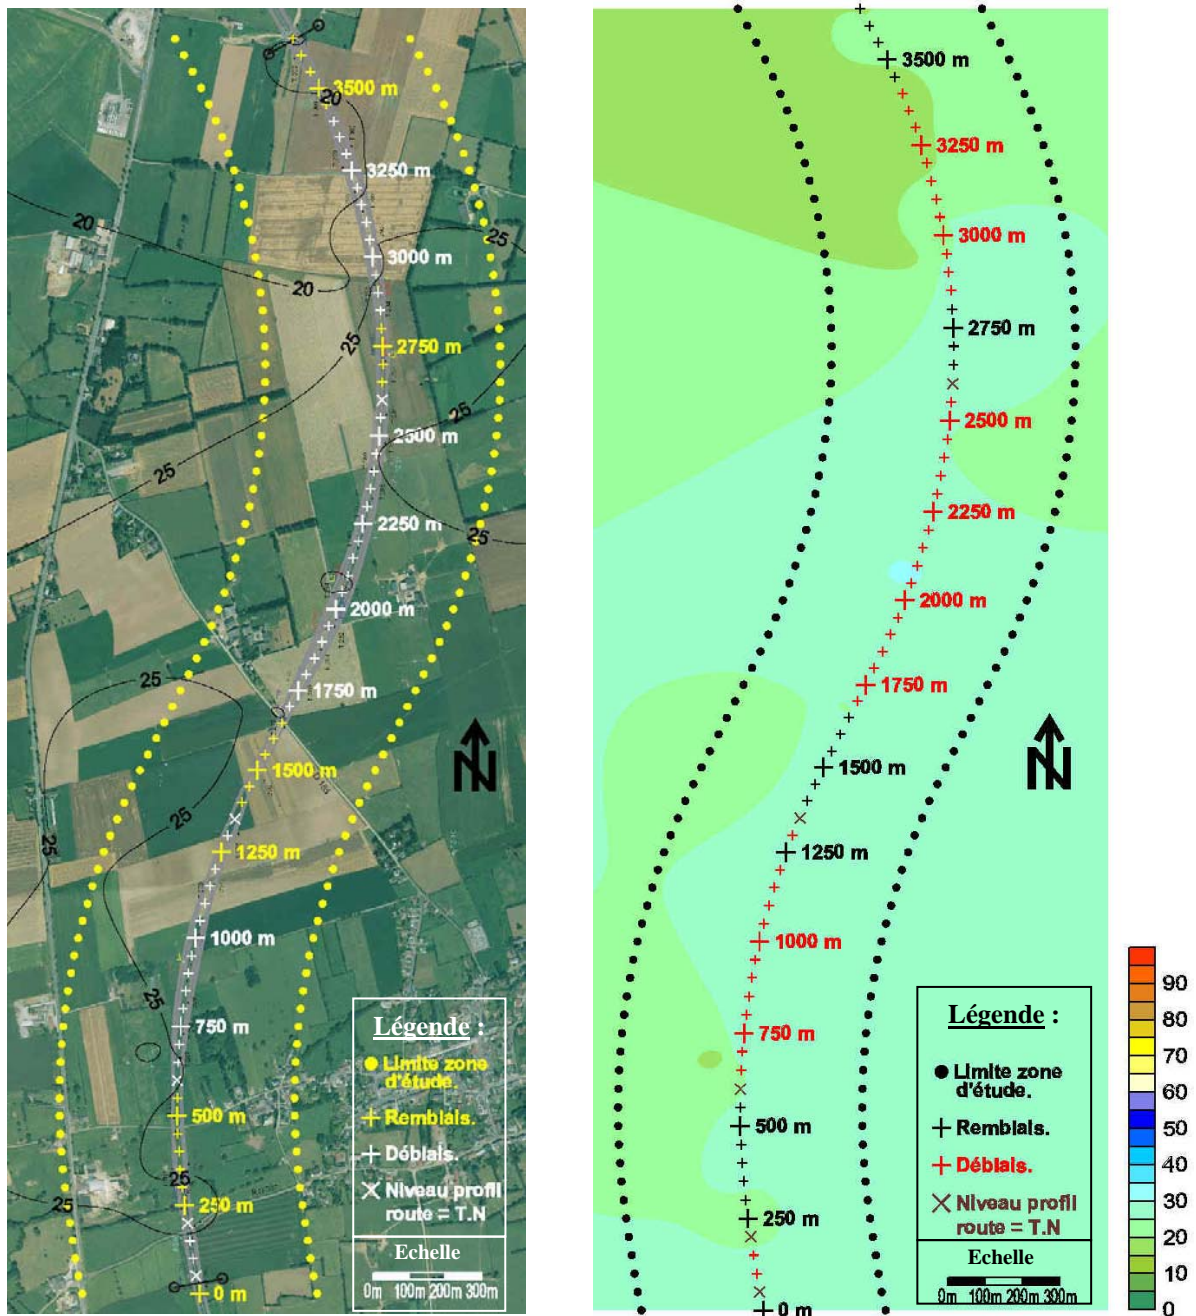 3500 m
20
3250 m
20
25
3000 m
20
25
2750 m
2500 m
25
2250 m
25
2000 m
25
1750 m
1500 m
25
25
1250 m
1000 m
25
750 m
500 m
25
250 m
25
0 m
N
Légende :
Limite zone
d'étude.
Remblais.
Déblais.
Niveau profil
route = T.N
Echelle
0m 100m 200m 300m
3500 m
3250 m
3000 m
2750 m
2500 m
2250 m
2000 m
1750 m
1500 m
1250 m
1000 m
750 m
500 m
250 m
0 m
N
Légende :
Limite zone
d'étude.
Remblais.
Déblais.
Niveau profil
route = T.N
Echelle
0m 100m 200m 300m
90
80
70
60
50
40
30
20
10
0